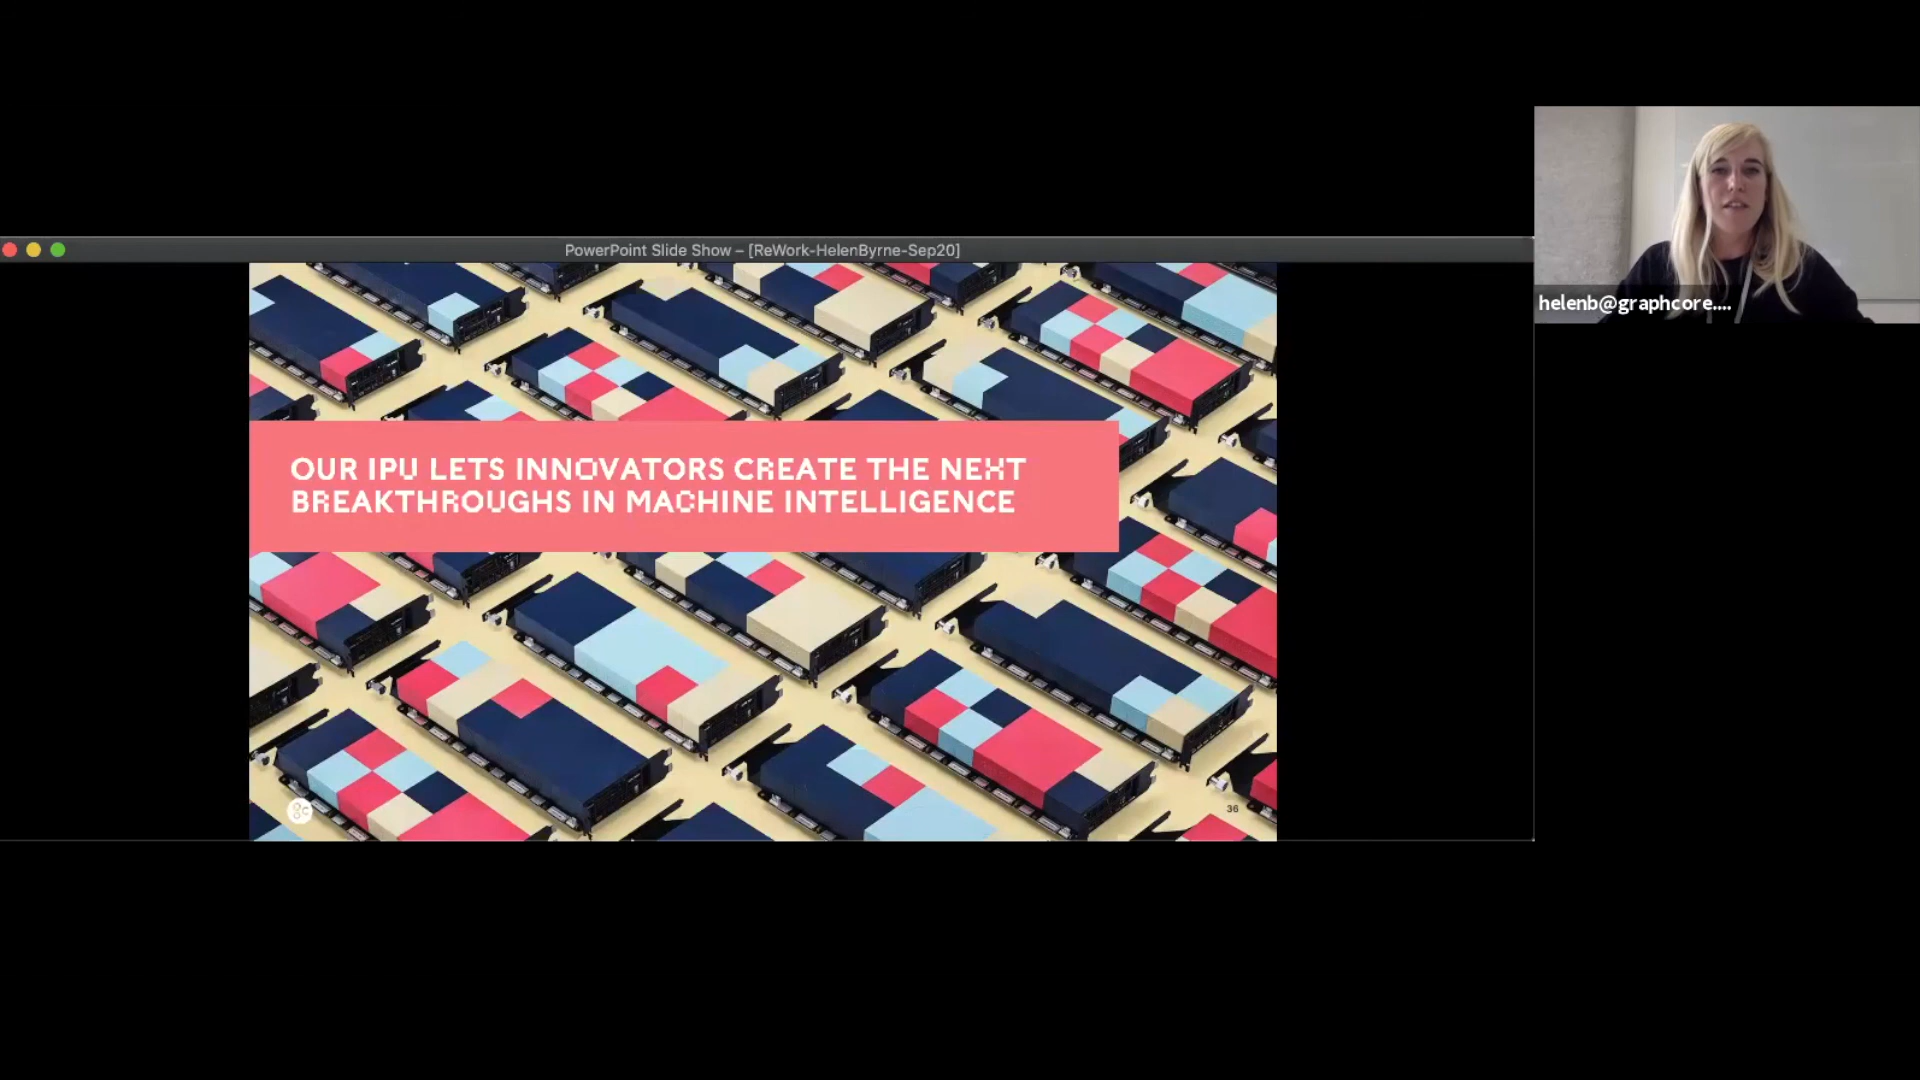 PowerPoint Slide Show – [ReWork-HelenByrne-Sep20]
helenb@graphcore....
OUR IPU LETS INNOVATORS CREATE THE NEXT
BREAKTHROUGHS IN MACHINE INTELLIGENCE
36